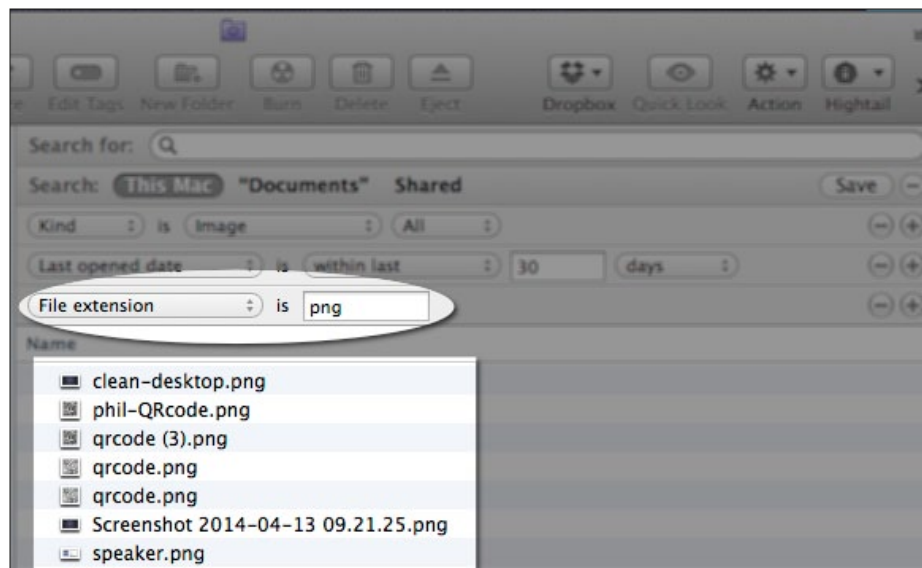 Edit Tags New Folder Burn Delete Eject Dropbox Quick Look Action Hightail
Search for:
Search: This Mac "Documents" Shared Save
Kind is Image All
Last opened date is within last 30 days
File extension is png
Name
clean-desktop.png
phil-QRcode.png
qrcode (3).png
qrcode.png
qrcode.png
Screenshot 2014-04-13 09.21.25.png
speaker.png